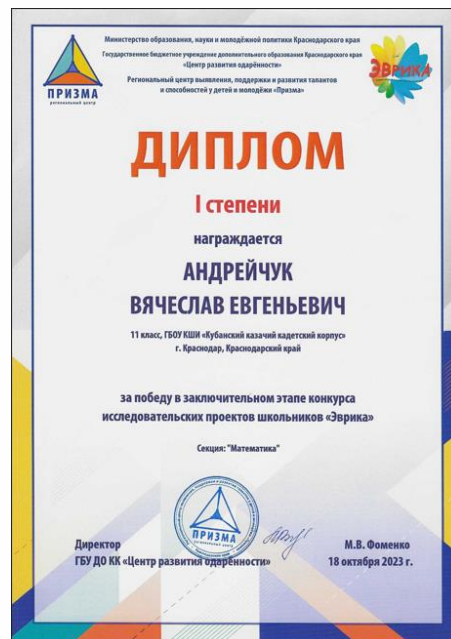 Министерство образования, науки и молодёжной политики Краснодарского края
Государственное бюджетное учреждение дополнительного образования Краснодарского края
«Центр развития одарённости»
Региональный центр выявления, поддержки и развития талантов
и способностей у детей и молодёжи «Призма»
ПРИЗМА
региональный центр
ЭВРИКА
ДИПЛОМ
I степени
награждается
АНДРЕЙЧУК
ВЯЧЕСЛАВ ЕВГЕНЬЕВИЧ
11 класс, ГБОУ КШИ «Кубанский казачий кадетский корпус»
г. Краснодар, Краснодарский край
за победу в заключительном этапе конкурса
исследовательских проектов школьников «Эврика»
Секция: "Математика"
ПРИЗМА
региональный центр
Директор
ГБУ ДО КК «Центр развития одарённости»
М.В. Фоменко
18 октября 2023 г.